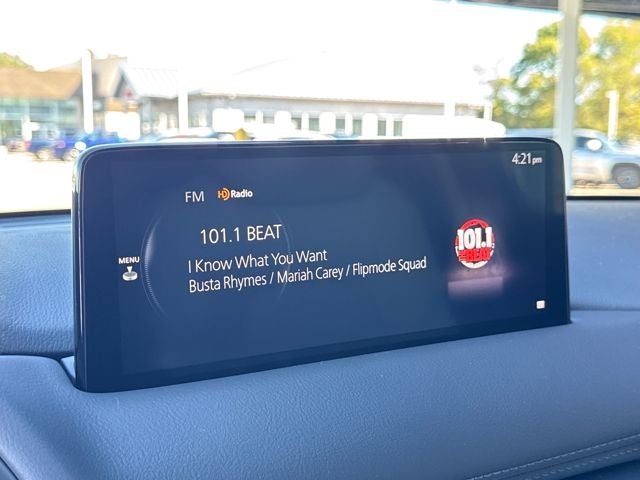 4:21 pm
FM HD Radio
101.1 BEAT
MENU
I Know What You Want
Busta Rhymes / Mariah Carey / Flipmode Squad
101.1
THE BEAT